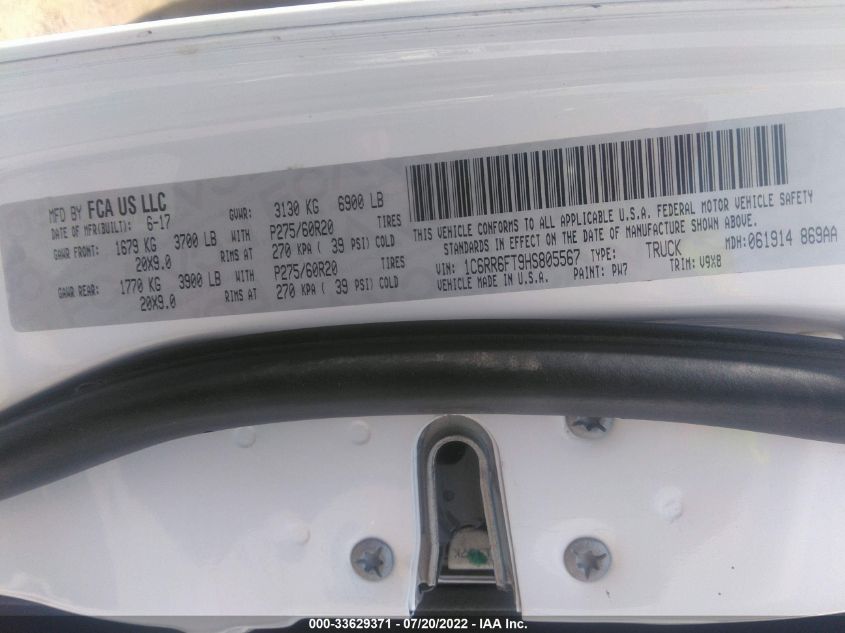 MFD BY FCA US LLC
DATE OF MFR(BUILT): 6-17 GVWR: 3130 KG 6900 LB
GAWR FRONT: 1679 KG 3700 LB WITH P275/60R20 TIRES
20X9.0 RIMS AT 270 KPA ( 39 PSI) COLD
GAWR REAR: 1770 KG 3900 LB WITH P275/60R20 TIRES
20X9.0 RIMS AT 270 KPA ( 39 PSI) COLD
THIS VEHICLE CONFORMS TO ALL APPLICABLE U.S.A. FEDERAL MOTOR VEHICLE SAFETY
STANDARDS IN EFFECT ON THE DATE OF MANUFACTURE SHOWN ABOVE.
VIN: 1C6RR6FT9HS805567 TYPE: TRUCK MDH: 061914 869AA
VEHICLE MADE IN U.S.A. PAINT: PW7 TRIM: V9X8
000-33629371 - 07/20/2022 - IAA Inc.